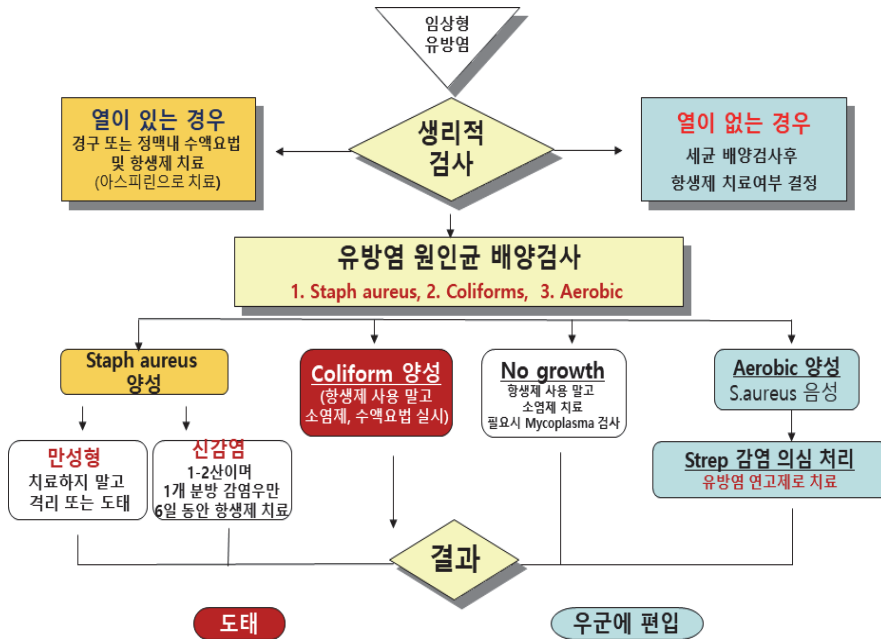 임상형
유방염
열이 있는 경우
경구 또는 정맥내 수액요법
및 항생제 치료
(아스피린으로 치료)
생리적
검사
열이 없는 경우
세균 배양검사후
항생제 치료여부 결정
유방염 원인균 배양검사
1. Staph aureus, 2. Coliforms, 3. Aerobic
Staph aureus
양성
Coliform 양성
(항생제 사용 말고
소염제, 수액요법 실시)
No growth
항생제 사용 말고
소염제 치료
필요시 Mycoplasma 검사
Aerobic 양성
S.aureus 음성
만성형
치료하지 말고
격리 또는 도태
신감염
1-2산이며
1개 분방 감염우만
6일 동안 항생제 치료
Strep 감염 의심 처리
유방염 연고제로 치료
결과
도태
우군에 편입